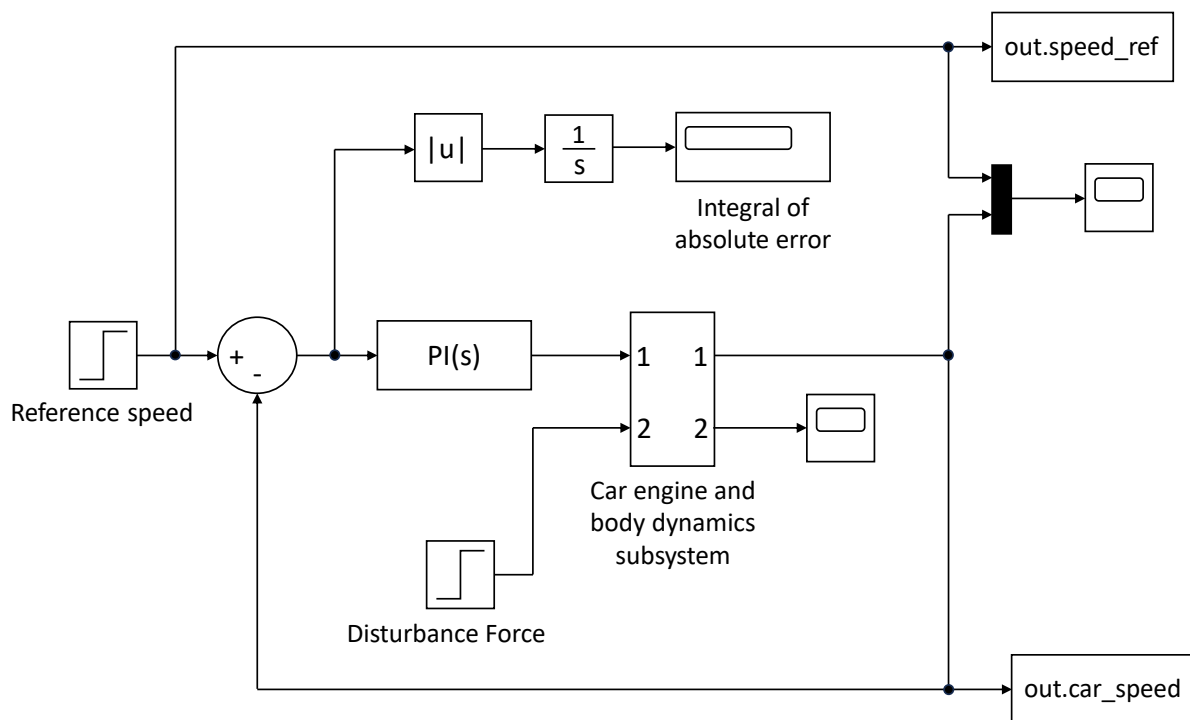 out.speed_ref
|u|
1
s
Integral of
absolute error
+
-
PI(s)
1
1
2
2
Reference speed
Car engine and
body dynamics
subsystem
Disturbance Force
out.car_speed